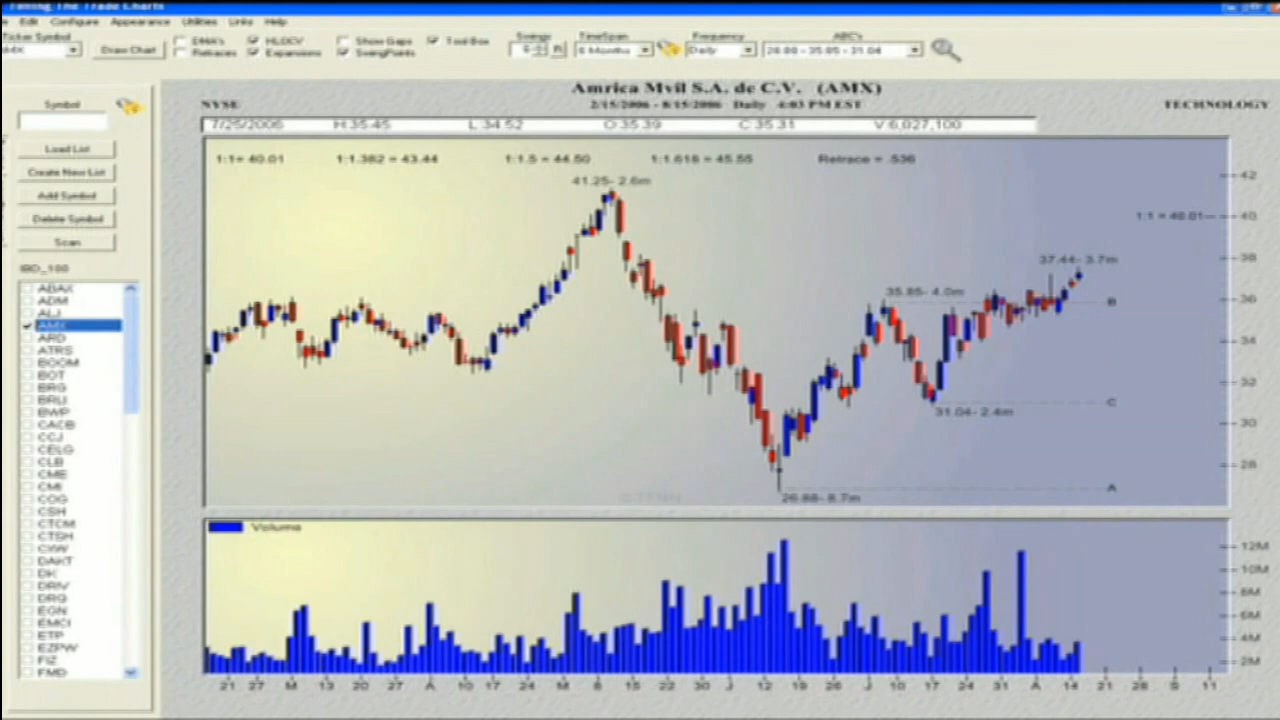 Timing The Trade Charts
Edit Configure Appearance Utilities Links Help
Ticker Symbol
AMX
Draw Chart
EMA's
Retraces
HLOCV
Expansions
Show Gaps
SwingPoints
Tool Box
Swings
TimeSpan
6 Months
Frequency
Daily
ABC's
26.88 - 35.85 - 31.04
Symbol
Load List
Create New List
Add Symbol
Delete Symbol
Scan
IBD_100
ABAX
ADM
ALJ
AMX
ARD
ATRS
BOOM
BOT
BRG
BRLI
BWP
CACB
CCJ
CELG
CLB
CME
CMI
COG
CSH
CTCM
CTSH
CXW
DAKT
DK
DRIV
DRQ
EGN
EMCI
ETP
EZPW
FIZ
FMD
Amrica Mvil S.A. de C.V. (AMX)
NYSE
2/15/2006 - 8/15/2006 Daily 4:03 PM EST
TECHNOLOGY
7/25/2006 H:35.45 L:34.52 O:35.39 C:35.31 V:6,027,100
1:1= 40.01 1:1.382 = 43.44 1:1.5 = 44.50 1:1.618 = 45.55 Retrace = .536
41.25- 2.6m
1:1 = 40.01
37.44- 3.7m
35.85- 4.0m
B
31.04- 2.4m
C
26.88- 8.7m
A
42
40
38
36
34
32
30
28
Volume
12M
10M
8M
6M
4M
2M
21 27 M 13 20 27 A 10 17 24 M 8 15 22 30 J 12 19 26 J 10 17 24 31 A 14 21 28 S 11